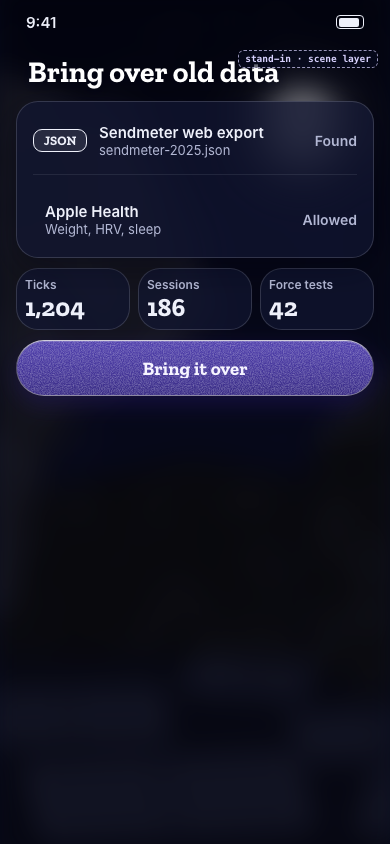 9:41
stand-in · scene layer
Bring over old data
JSON
Sendmeter web export
sendmeter-2025.json
Found
Apple Health
Weight, HRV, sleep
Allowed
Ticks
1,204
Sessions
186
Force tests
42
Bring it over